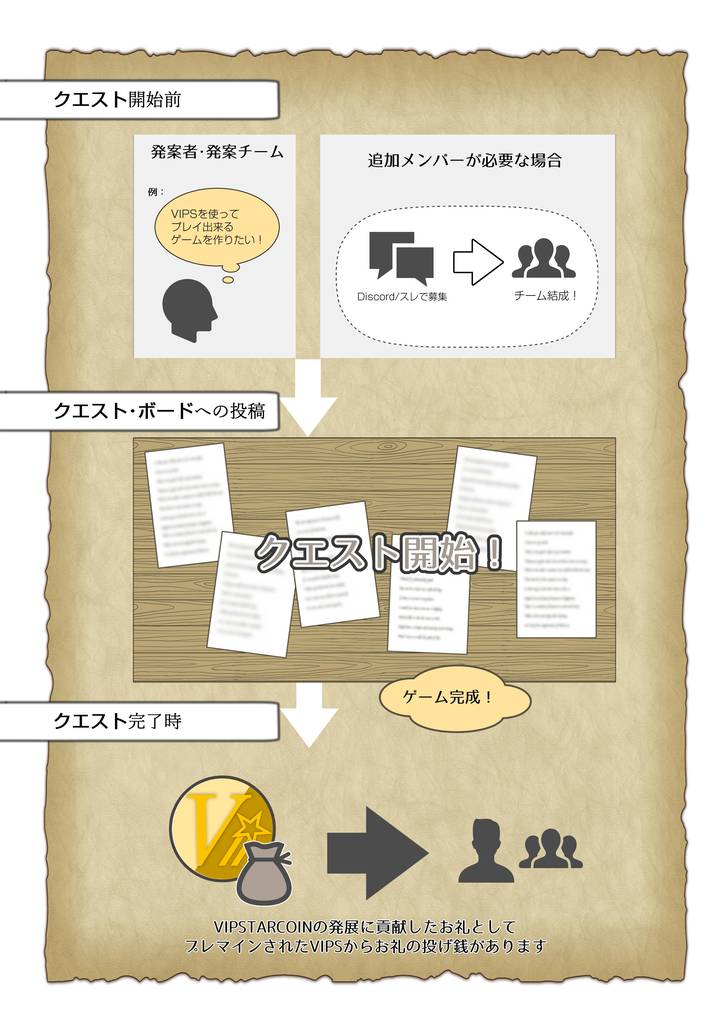 クエスト開始前
発案者・発案チーム
例：
VIPSを使って
プレイ出来る
ゲームを作りたい！
追加メンバーが必要な場合
Discord/スレで募集
チーム結成！
クエスト・ボードへの投稿
クエスト開始！
ゲーム完成！
クエスト完了時
VIPSTARCOINの発展に貢献したお礼として
プレマインされたVIPSからお礼の投げ銭があります